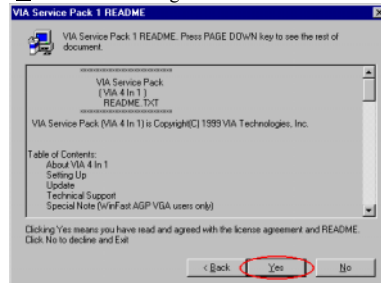 VIA Service Pack 1 README
VIA Service Pack 1 README. Press PAGE DOWN key to see the rest of
document.
========================
VIA Service Pack
( VIA 4 In 1 )
README.TXT
========================
VIA Service Pack (VIA 4 In 1) is Copyright(C) 1999 VIA Technologies, Inc.
Table of Contents:
About VIA 4 In 1
Setting Up
Update
Technical Support
Special Note (WinFast AGP VGA users only)
Clicking Yes means you have read and agreed with the license agreement and README.
Click No to decline and Exit
< Back
Yes
No